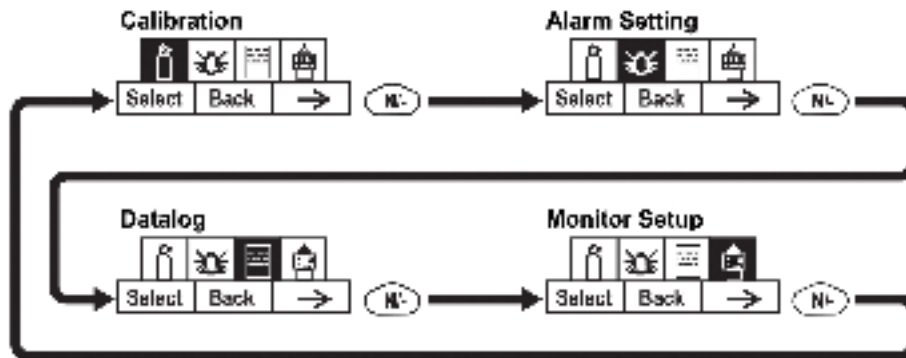 Calibration
Alarm Setting
Select Back →
N/-
Select Back →
N/-
Datalog
Monitor Setup
Select Back →
N/-
Select Back →
N/-